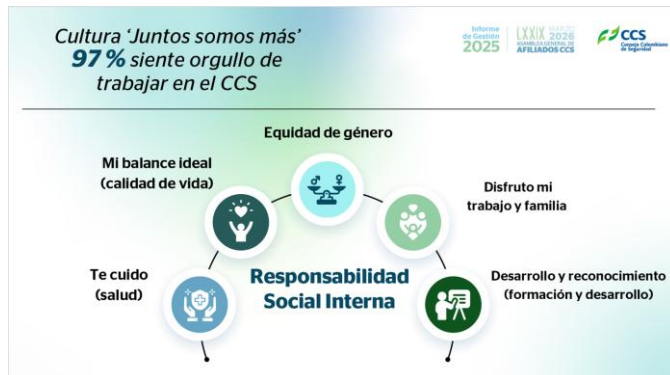 Cultura ‘Juntos somos más’
97% siente orgullo de
trabajar en el CCS
Informe
de Gestión
2025
LXXIX MARZO 2026
ASAMBLEA GENERAL DE
AFILIADOS CCS
CCS
Consejo Colombiano
de Seguridad
Equidad de género
Mi balance ideal
(calidad de vida)
Disfruto mi
trabajo y familia
Te cuido
(salud)
Responsabilidad
Social Interna
Desarrollo y reconocimiento
(formación y desarrollo)